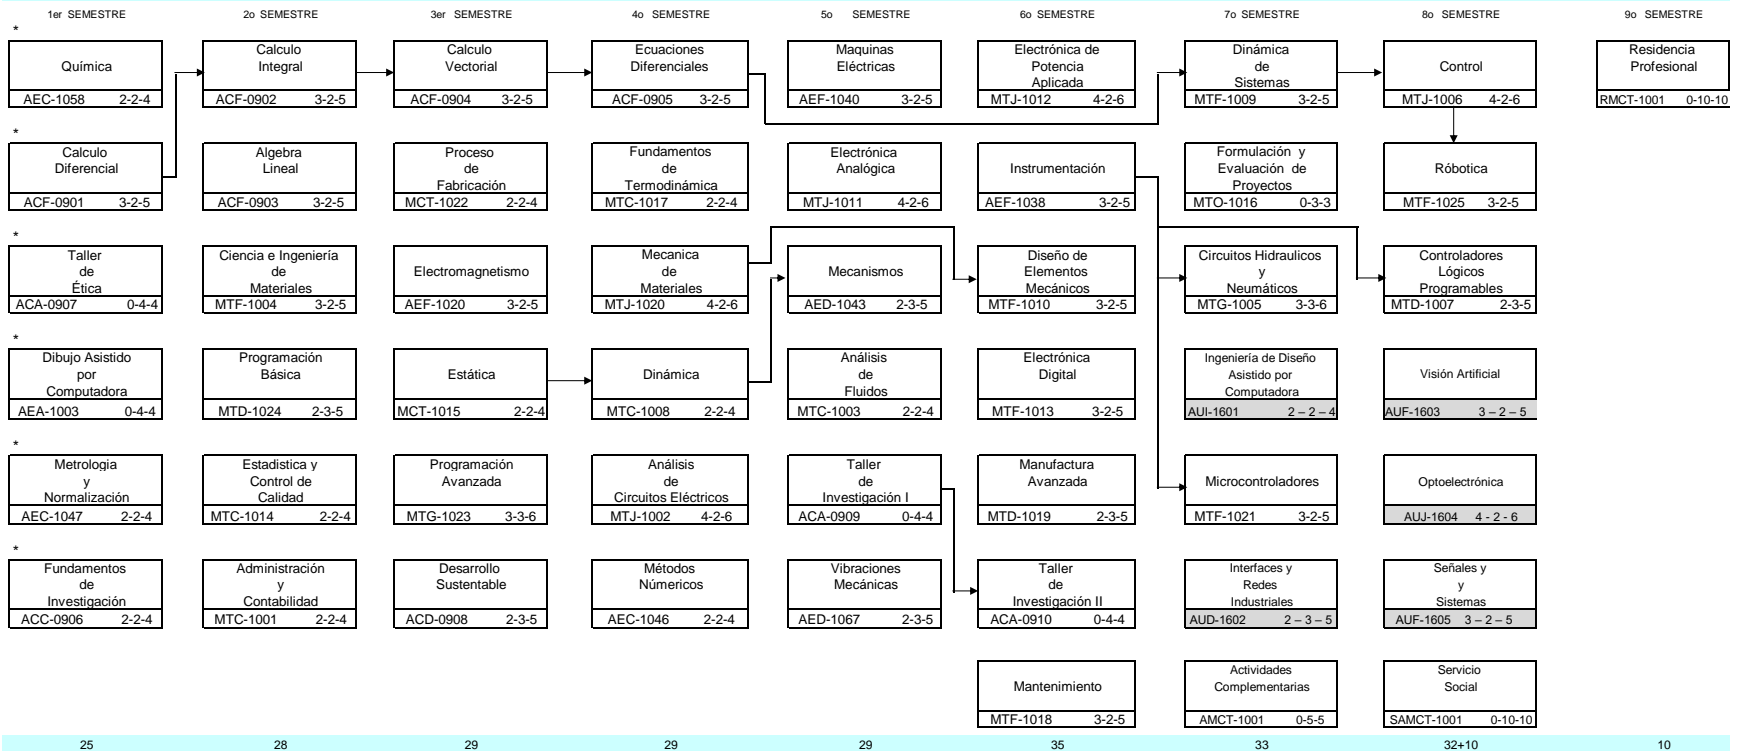 1er SEMESTRE
2o SEMESTRE
3er SEMESTRE
4o SEMESTRE
5o SEMESTRE
6o SEMESTRE
7o SEMESTRE
8o SEMESTRE
9o SEMESTRE
*
Química
AEC-1058 2-2-4
Calculo
Integral
ACF-0902 3-2-5
Calculo
Vectorial
ACF-0904 3-2-5
Ecuaciones
Diferenciales
ACF-0905 3-2-5
Maquinas
Eléctricas
AEF-1040 3-2-5
Electrónica de
Potencia
Aplicada
MTJ-1012 4-2-6
Dinámica
de
Sistemas
MTF-1009 3-2-5
Control
MTJ-1006 4-2-6
Residencia
Profesional
RMCT-1001 0-10-10
*
Calculo
Diferencial
ACF-0901 3-2-5
Algebra
Lineal
ACF-0903 3-2-5
Proceso
de
Fabricación
MCT-1022 2-2-4
Fundamentos
de
Termodinámica
MTC-1017 2-2-4
Electrónica
Analógica
MTJ-1011 4-2-6
Instrumentación
AEF-1038 3-2-5
Formulación y
Evaluación de
Proyectos
MTO-1016 0-3-3
Róbotica
MTF-1025 3-2-5
*
Taller
de
Ética
ACA-0907 0-4-4
Ciencia e Ingeniería
de
Materiales
MTF-1004 3-2-5
Electromagnetismo
AEF-1020 3-2-5
Mecanica
de
Materiales
MTJ-1020 4-2-6
Mecanismos
AED-1043 2-3-5
Diseño de
Elementos
Mecánicos
MTF-1010 3-2-5
Circuitos Hidraulicos
y
Neumáticos
MTG-1005 3-3-6
Controladores
Lógicos
Programables
MTD-1007 2-3-5
*
Dibujo Asistido
por
Computadora
AEA-1003 0-4-4
Programación
Básica
MTD-1024 2-3-5
Estática
MCT-1015 2-2-4
Dinámica
MTC-1008 2-2-4
Análisis
de
Fluidos
MTC-1003 2-2-4
Electrónica
Digital
MTF-1013 3-2-5
Ingeniería de Diseño
Asistido por
Computadora
AUI-1601 2 – 2 – 4
Visión Artificial
AUF-1603 3 – 2 – 5
*
Metrologia
y
Normalización
AEC-1047 2-2-4
Estadistica y
Control de
Calidad
MTC-1014 2-2-4
Programación
Avanzada
MTG-1023 3-3-6
Análisis
de
Circuitos Eléctricos
MTJ-1002 4-2-6
Taller
de
Investigación I
ACA-0909 0-4-4
Manufactura
Avanzada
MTD-1019 2-3-5
Microcontroladores
MTF-1021 3-2-5
Optoelectrónica
AUJ-1604 4 - 2 - 6
*
Fundamentos
de
Investigación
ACC-0906 2-2-4
Administración
y
Contabilidad
MTC-1001 2-2-4
Desarrollo
Sustentable
ACD-0908 2-3-5
Métodos
Númericos
AEC-1046 2-2-4
Vibraciones
Mecánicas
AED-1067 2-3-5
Taller
de
Investigación II
ACA-0910 0-4-4
Interfaces y
Redes
Industriales
AUD-1602 2 – 3 – 5
Señales y
y
Sistemas
AUF-1605 3 – 2 – 5
Mantenimiento
MTF-1018 3-2-5
Actividades
Complementarias
AMCT-1001 0-5-5
Servicio
Social
SAMCT-1001 0-10-10
25
28
29
29
29
35
33
32+10
10